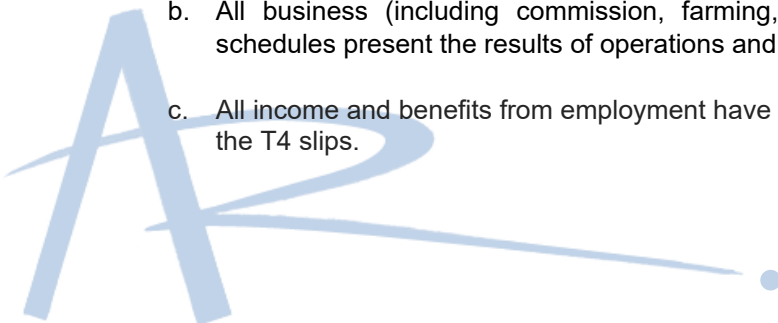 b. All business (including commission, farming,
schedules present the results of operations and
c. All income and benefits from employment have
the T4 slips.
AR